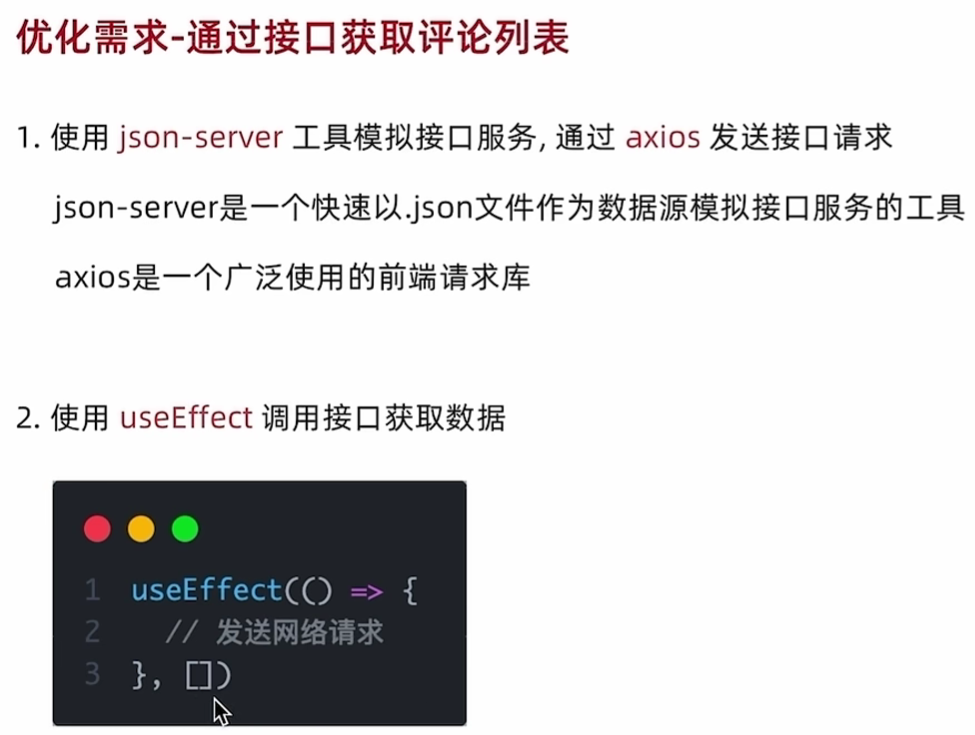 优化需求-通过接口获取评论列表
1. 使用 json-server 工具模拟接口服务, 通过 axios 发送接口请求
json-server是一个快速以.json文件作为数据源模拟接口服务的工具
axios是一个广泛使用的前端请求库
2. 使用 useEffect 调用接口获取数据
1 useEffect(() => {
2 // 发送网络请求
3 }, [])